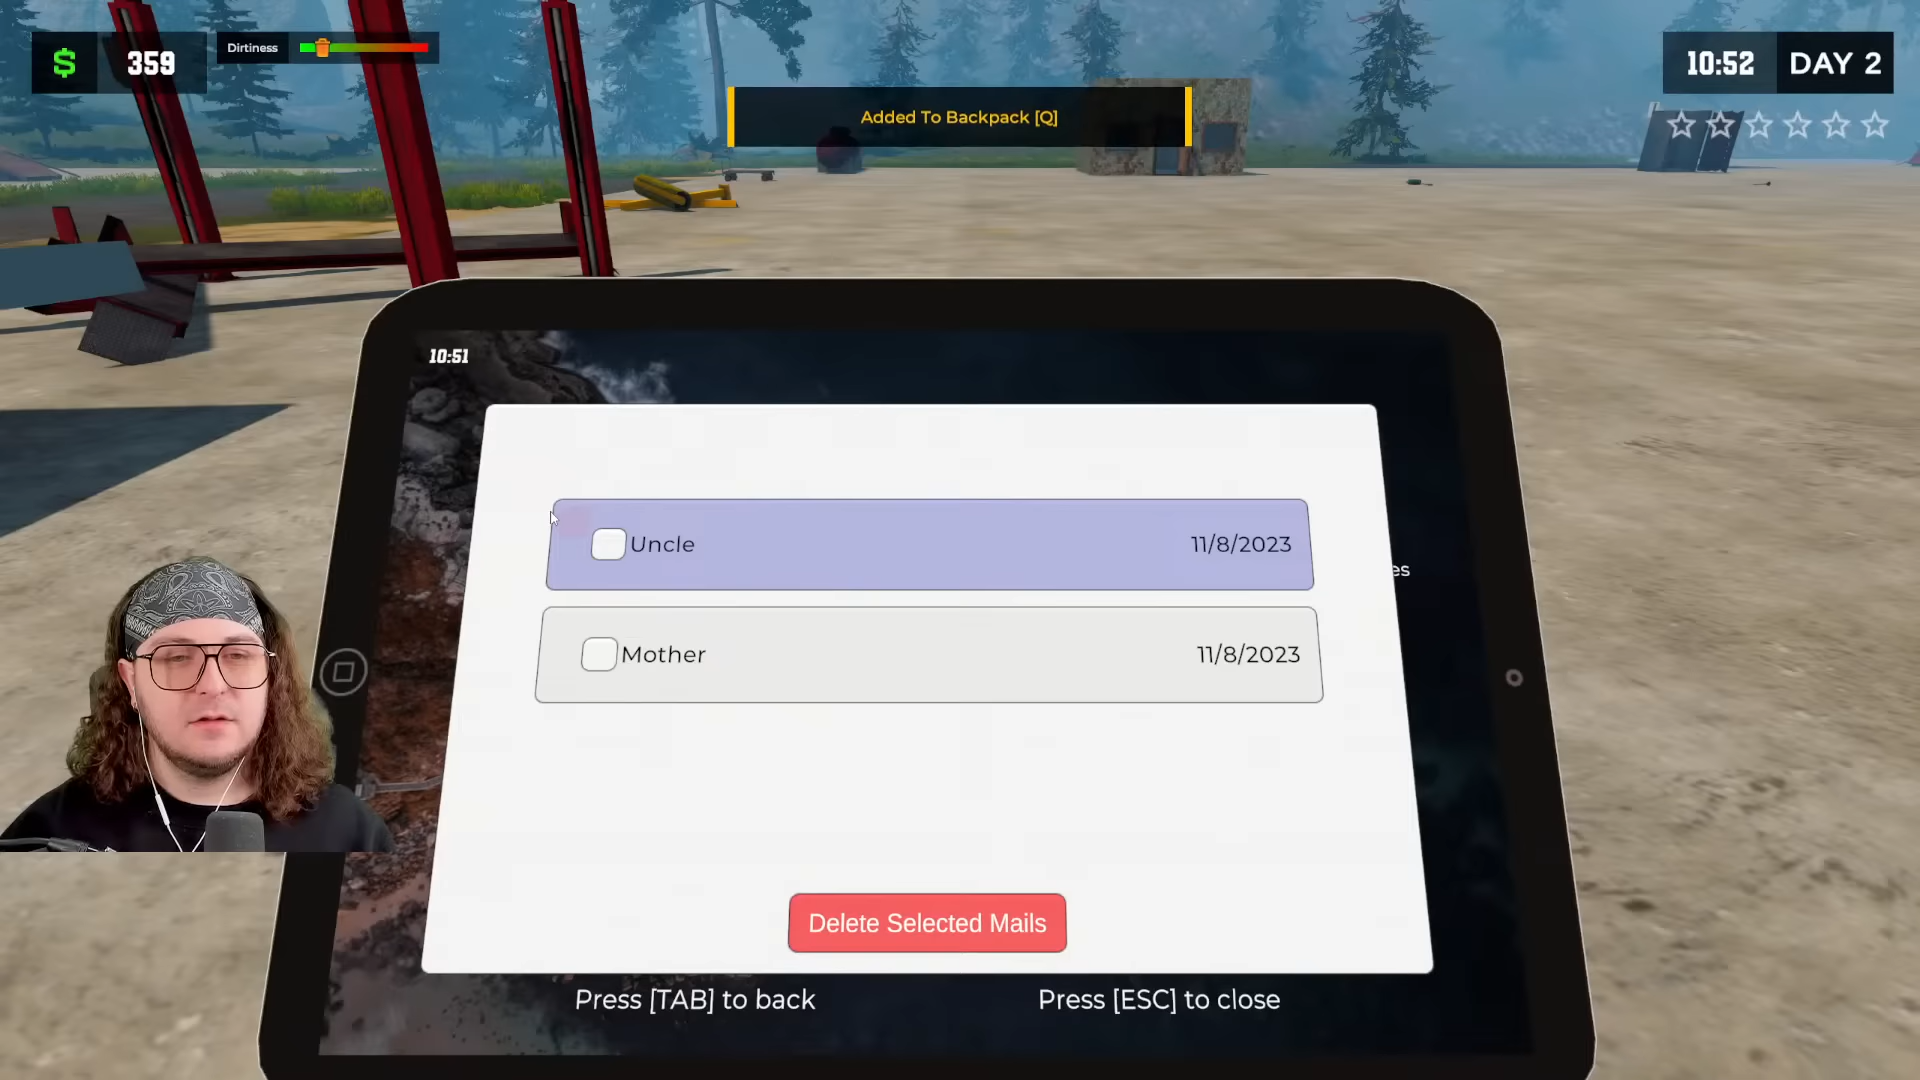 $ 359
Dirtiness
Added To Backpack [Q]
10:52 DAY 2
10:51
Uncle 11/8/2023
es
Mother 11/8/2023
Delete Selected Mails
Press [TAB] to back
Press [ESC] to close